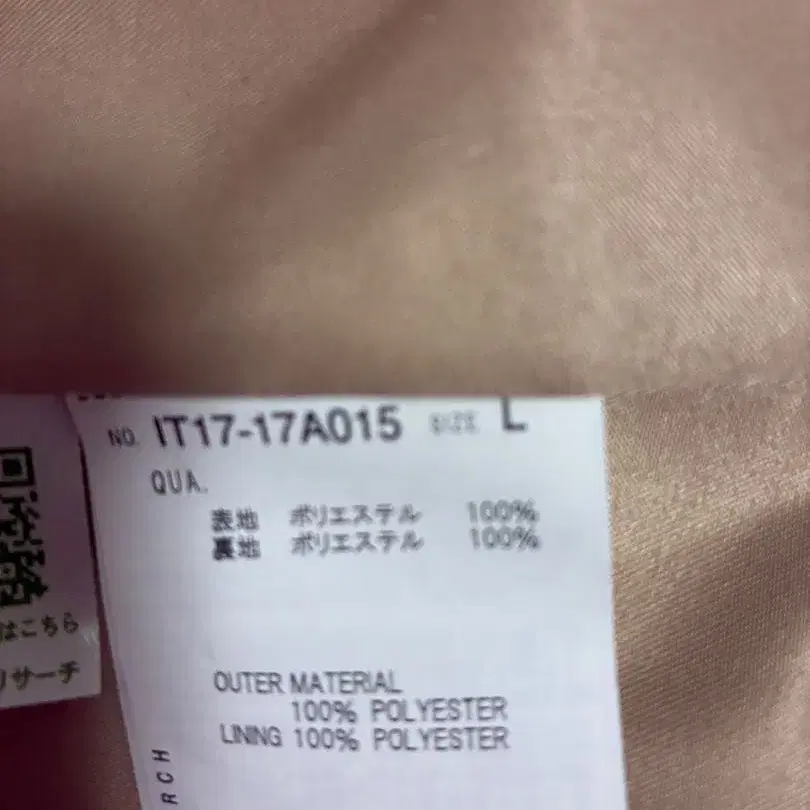 NO. IT17-17A015 SIZE L
QUA.
表地 ポリエステル 100%
裏地 ポリエステル 100%
OUTER MATERIAL
100% POLYESTER
LINING 100% POLYESTER
はこちら
リサーチ
RCH